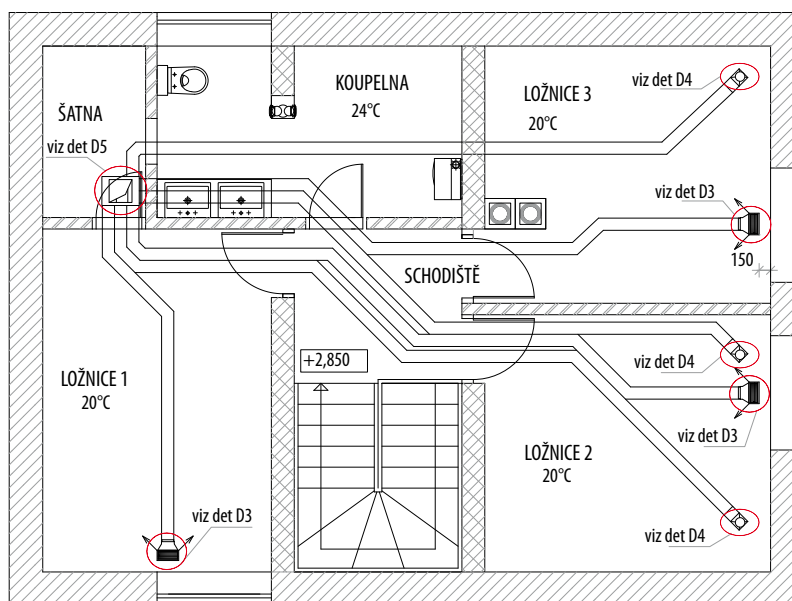 KOUPELNA
24°C
LOŽNICE 3
20°C
viz det D4
ŠATNA
viz det D5
viz det D3
150
SCHODIŠTĚ
+2,850
viz det D4
LOŽNICE 1
20°C
viz det D3
LOŽNICE 2
20°C
viz det D3
viz det D4